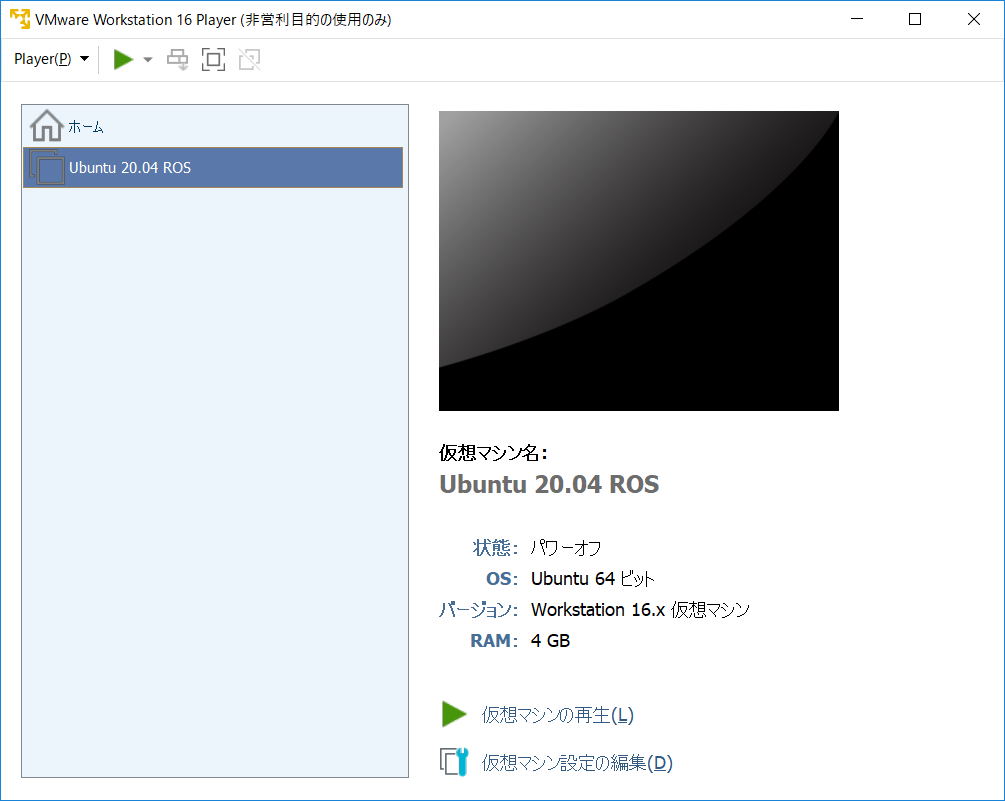 VMware Workstation 16 Player (非営利目的の使用のみ)
Player(P)
ホーム
Ubuntu 20.04 ROS
仮想マシン名:
Ubuntu 20.04 ROS
状態: パワーオフ
OS: Ubuntu 64 ビット
バージョン: Workstation 16.x 仮想マシン
RAM: 4 GB
仮想マシンの再生(L)
仮想マシン設定の編集(D)